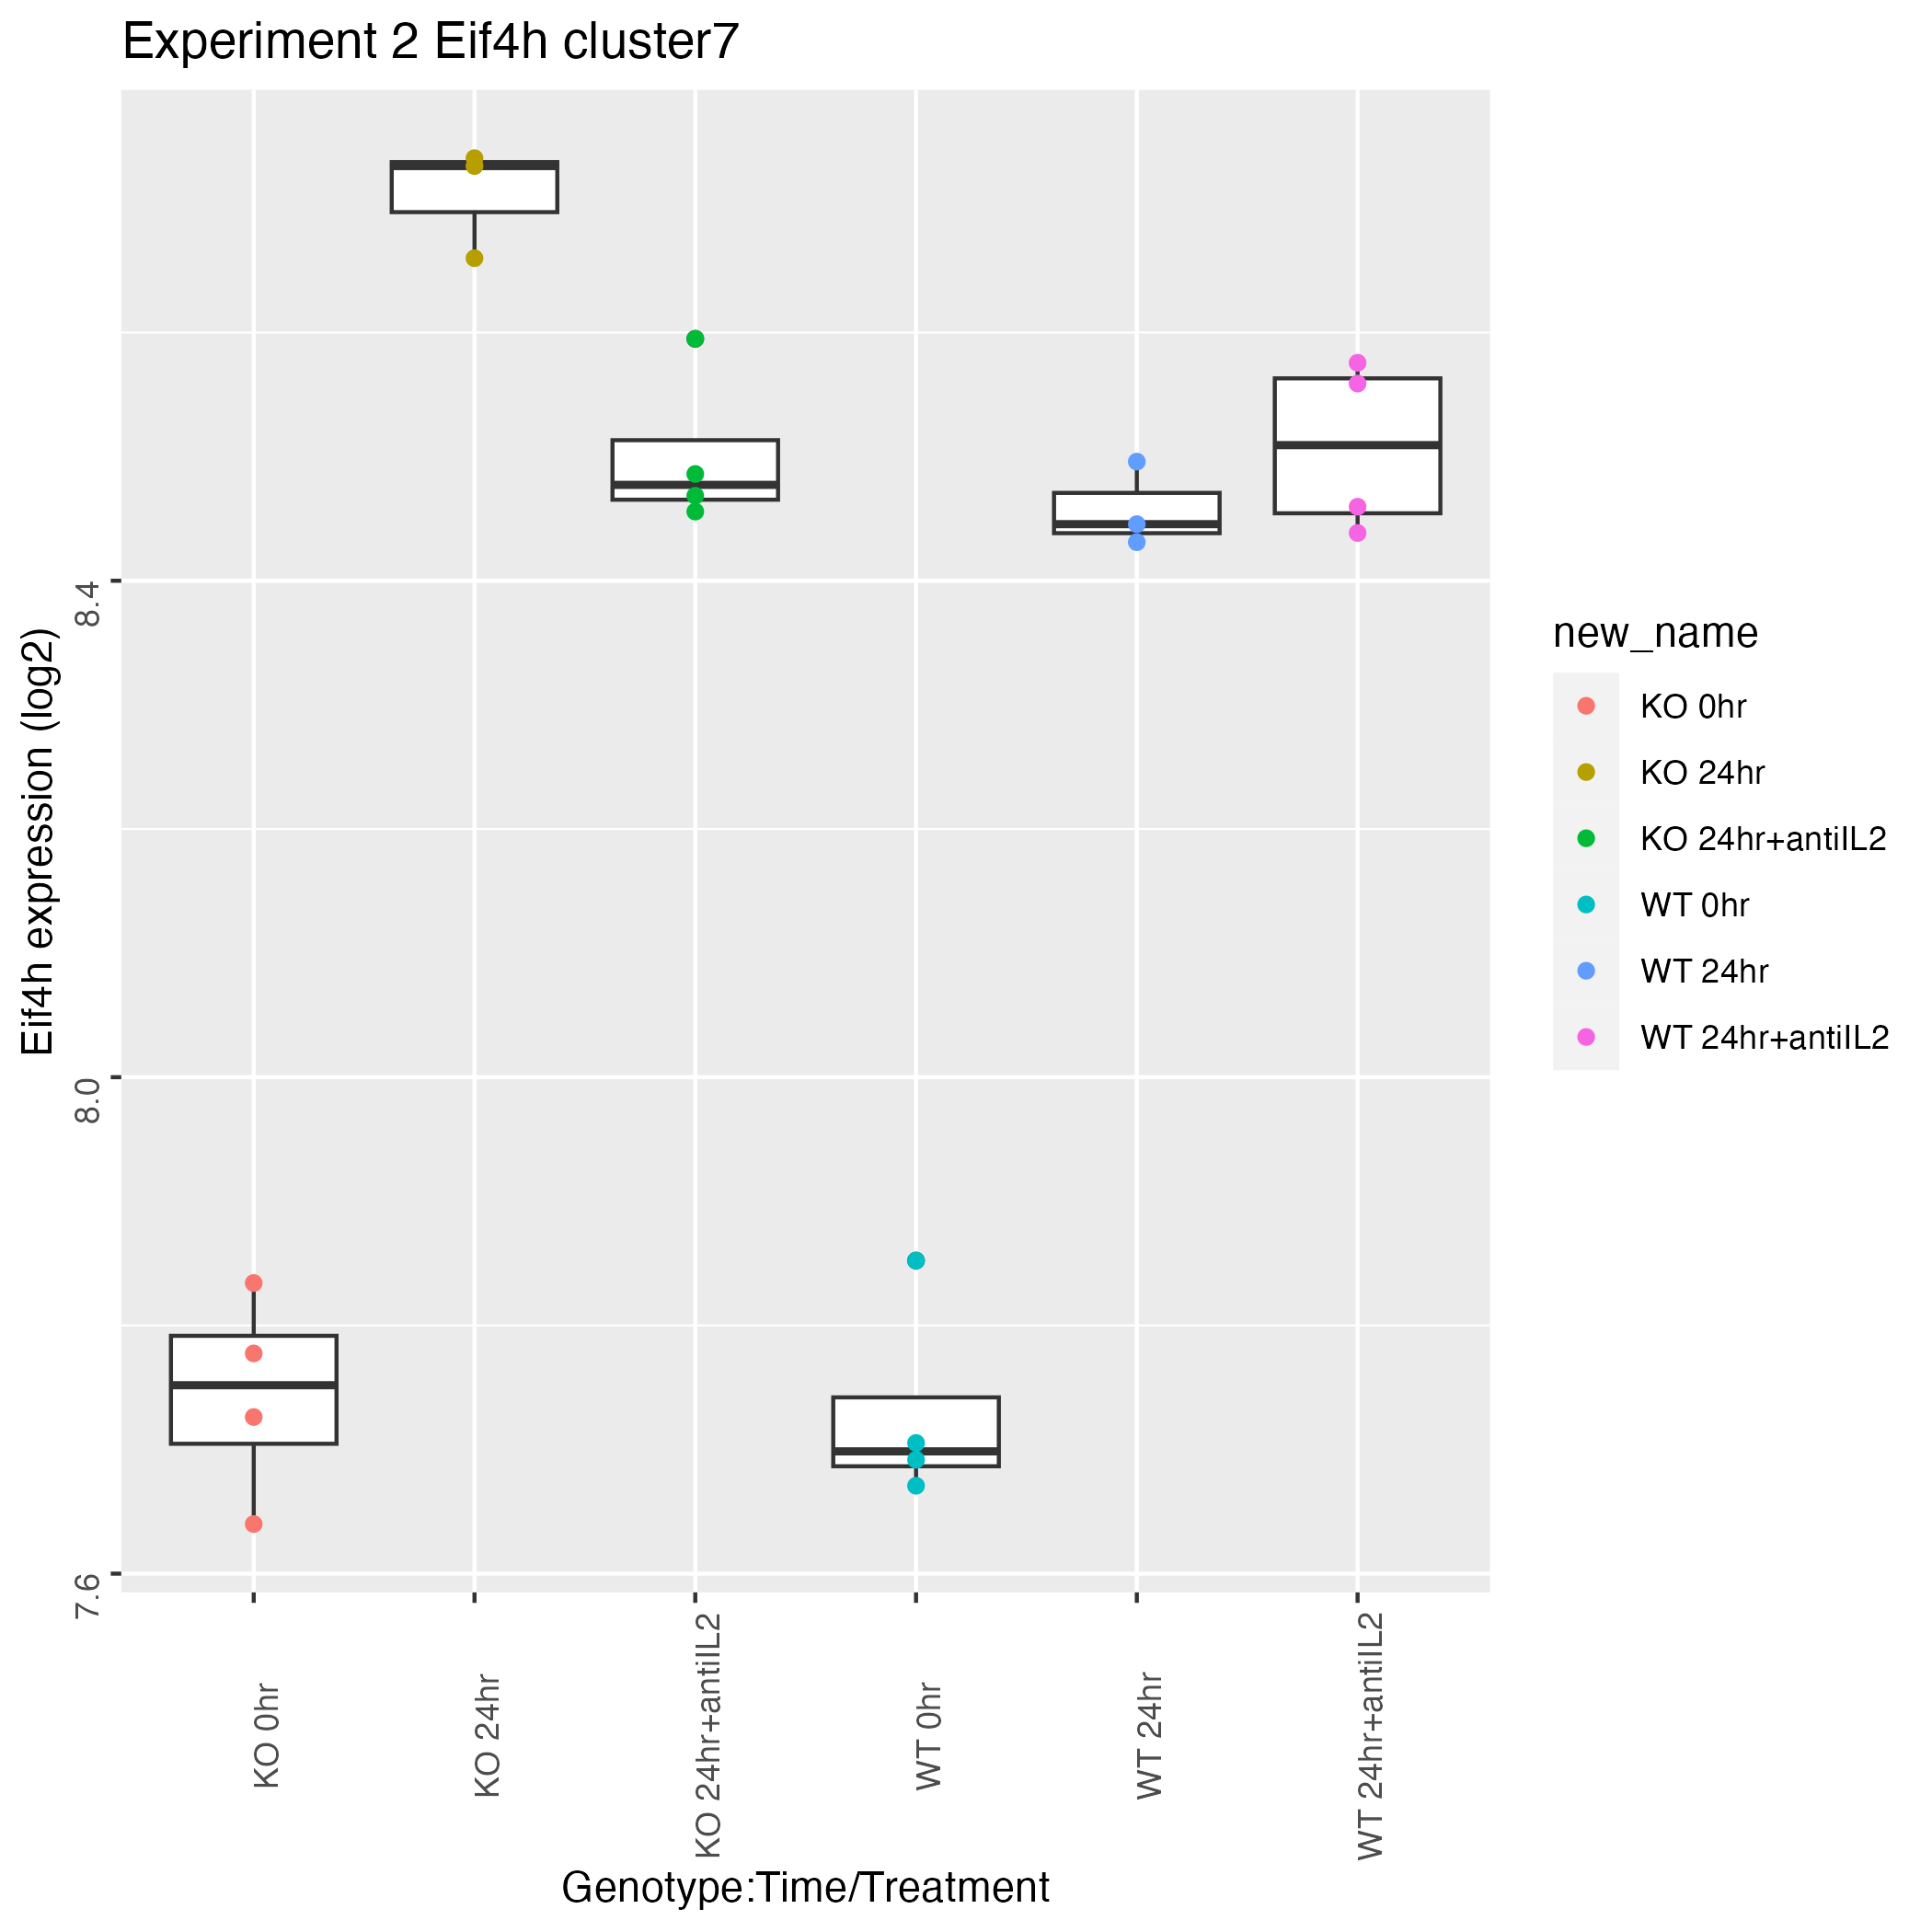 Experiment 2 Eif4h cluster7
Eif4h expression (log2)
8.4
8.0
7.6
KO 0hr
KO 24hr
KO 24hr+antiIL2
WT 0hr
WT 24hr
WT 24hr+antiIL2
Genotype:Time/Treatment
new_name
KO 0hr
KO 24hr
KO 24hr+antiIL2
WT 0hr
WT 24hr
WT 24hr+antiIL2